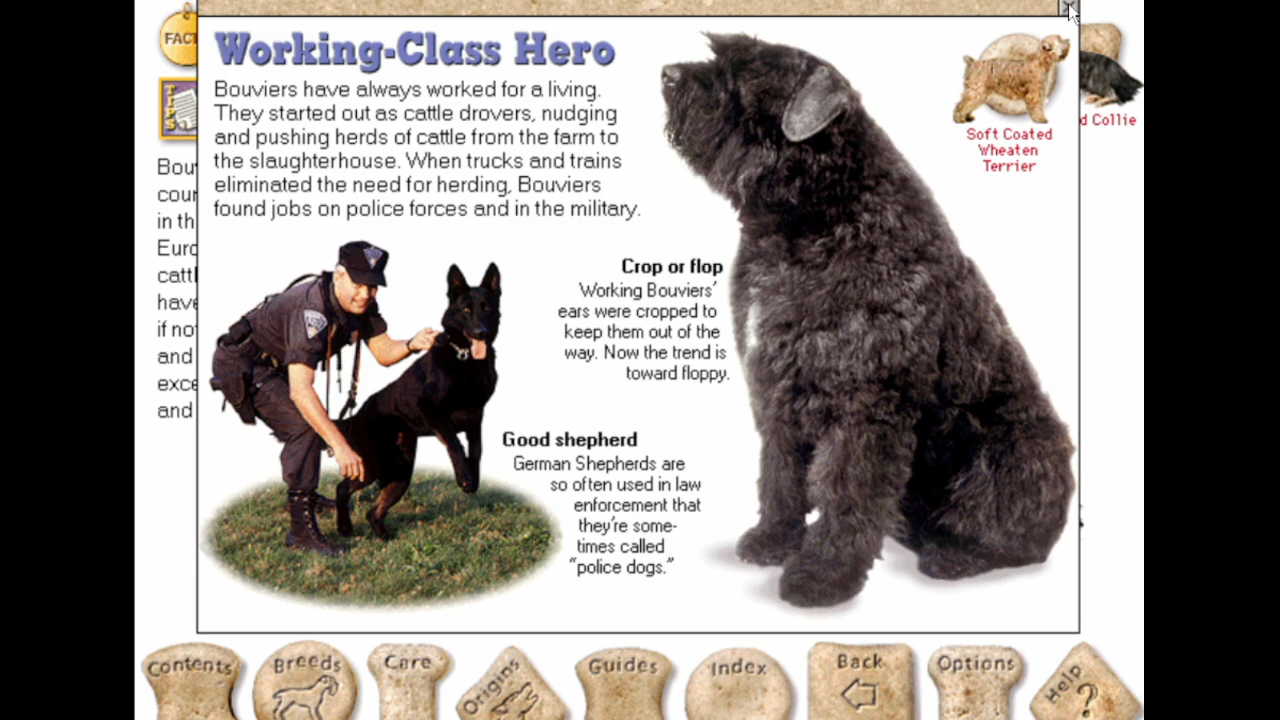 FACT
TIPS
Working-Class Hero
Bouviers have always worked for a living.
They started out as cattle drovers, nudging
and pushing herds of cattle from the farm to
the slaughterhouse. When trucks and trains
eliminated the need for herding, Bouviers
found jobs on police forces and in the military.
Soft Coated
Wheaten
Terrier
d Collie
Bouv
cour
in th
Euro
cattl
have
if not
and
exce
and
Crop or flop
Working Bouviers'
ears were cropped to
keep them out of the
way. Now the trend is
toward floppy.
Good shepherd
German Shepherds are
so often used in law
enforcement that
they're some-
times called
"police dogs."
Contents
Breeds
Care
Origins
Guides
Index
Back
Options
Help
?